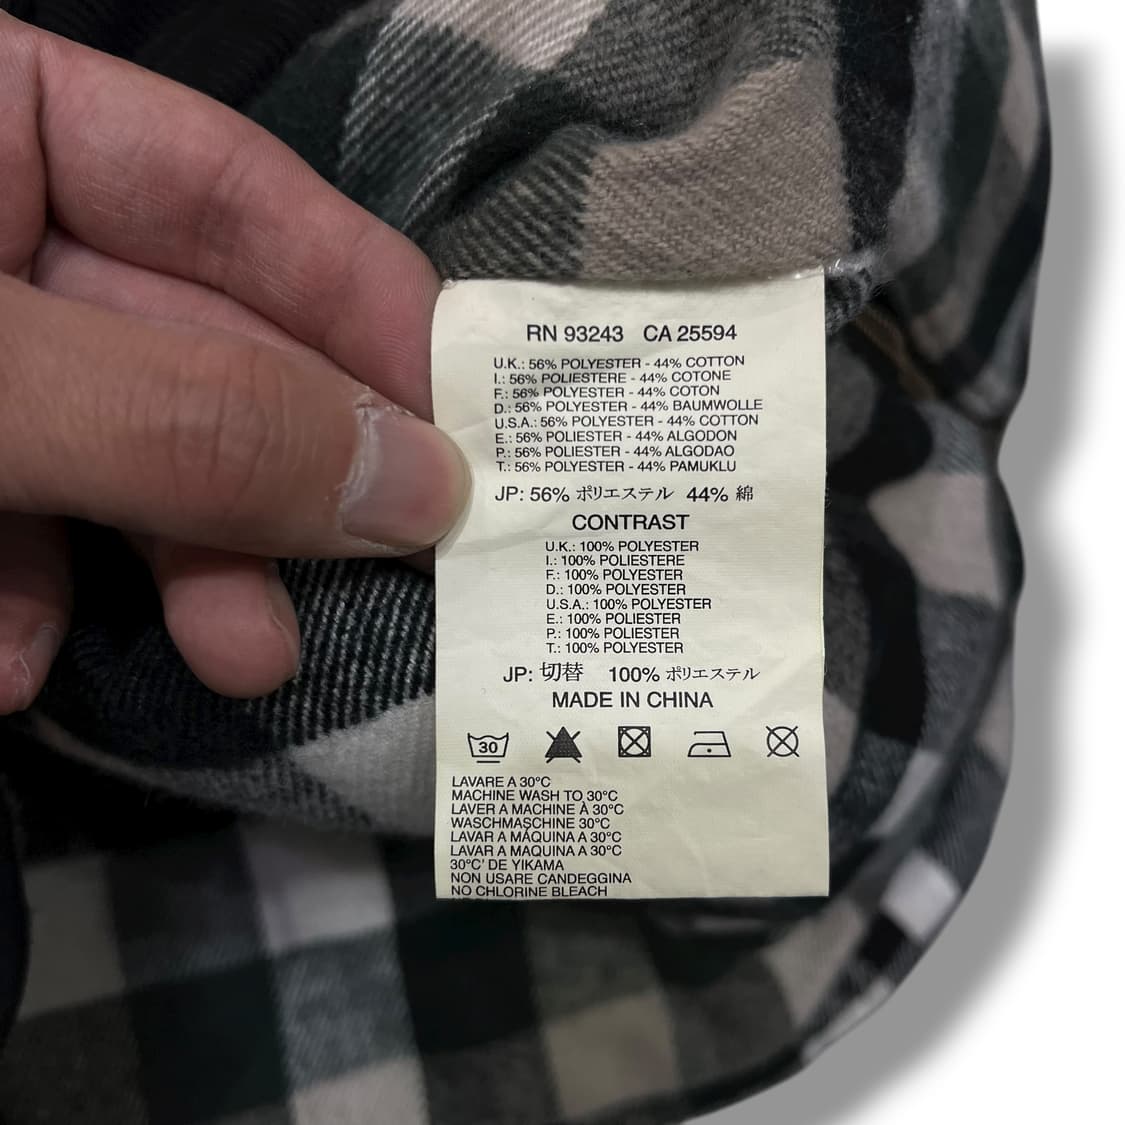 RN 93243 CA 25594
U.K.: 56% POLYESTER - 44% COTTON
I.: 56% POLIESTERE - 44% COTONE
F.: 56% POLYESTER - 44% COTON
D.: 56% POLYESTER - 44% BAUMWOLLE
U.S.A.: 56% POLYESTER - 44% COTTON
E.: 56% POLIESTER - 44% ALGODON
P.: 56% POLIESTER - 44% ALGODAO
T.: 56% POLYESTER - 44% PAMUKLU
JP: 56% ポリエステル 44% 綿
CONTRAST
U.K.: 100% POLYESTER
I.: 100% POLIESTERE
F.: 100% POLYESTER
D.: 100% POLYESTER
U.S.A.: 100% POLYESTER
E.: 100% POLIESTER
P.: 100% POLIESTER
T.: 100% POLYESTER
JP: 切替 100% ポリエステル
MADE IN CHINA
30
LAVARE A 30°C
MACHINE WASH TO 30°C
LAVER A MACHINE À 30°C
WASCHMASCHINE 30°C
LAVAR A MÁQUINA A 30°C
LAVAR A MAQUINA A 30°C
30°C' DE YIKAMA
NON USARE CANDEGGINA
NO CHLORINE BLEACH